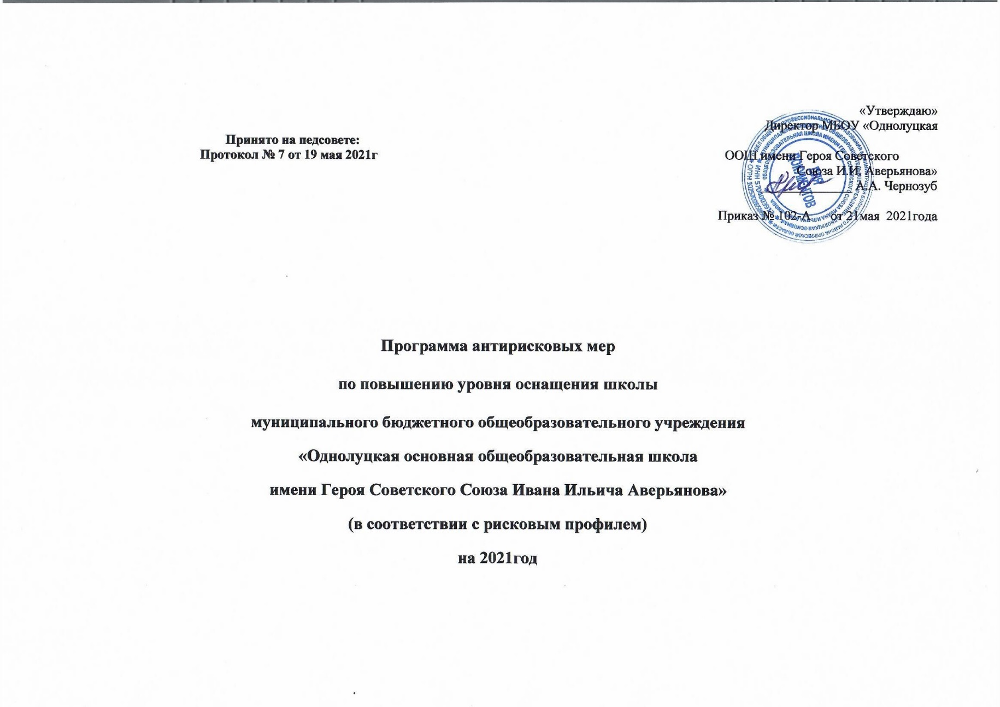 Принято на педсовете:
Протокол № 7 от 19 мая 2021г
«Утверждаю»
Директор МБОУ «Однолуцкая
ООШ имени Героя Советского
Союза И.И. Аверьянова»
А.А. Чернозуб
Приказ № 102-А от 21мая 2021года
ДЛЯ
ДОКУМЕНТОВ
Программа антирисковых мер
по повышению уровня оснащения школы
муниципального бюджетного общеобразовательного учреждения
«Однолуцкая основная общеобразовательная школа
имени Героя Советского Союза Ивана Ильича Аверьянова»
(в соответствии с рисковым профилем)
на 2021год